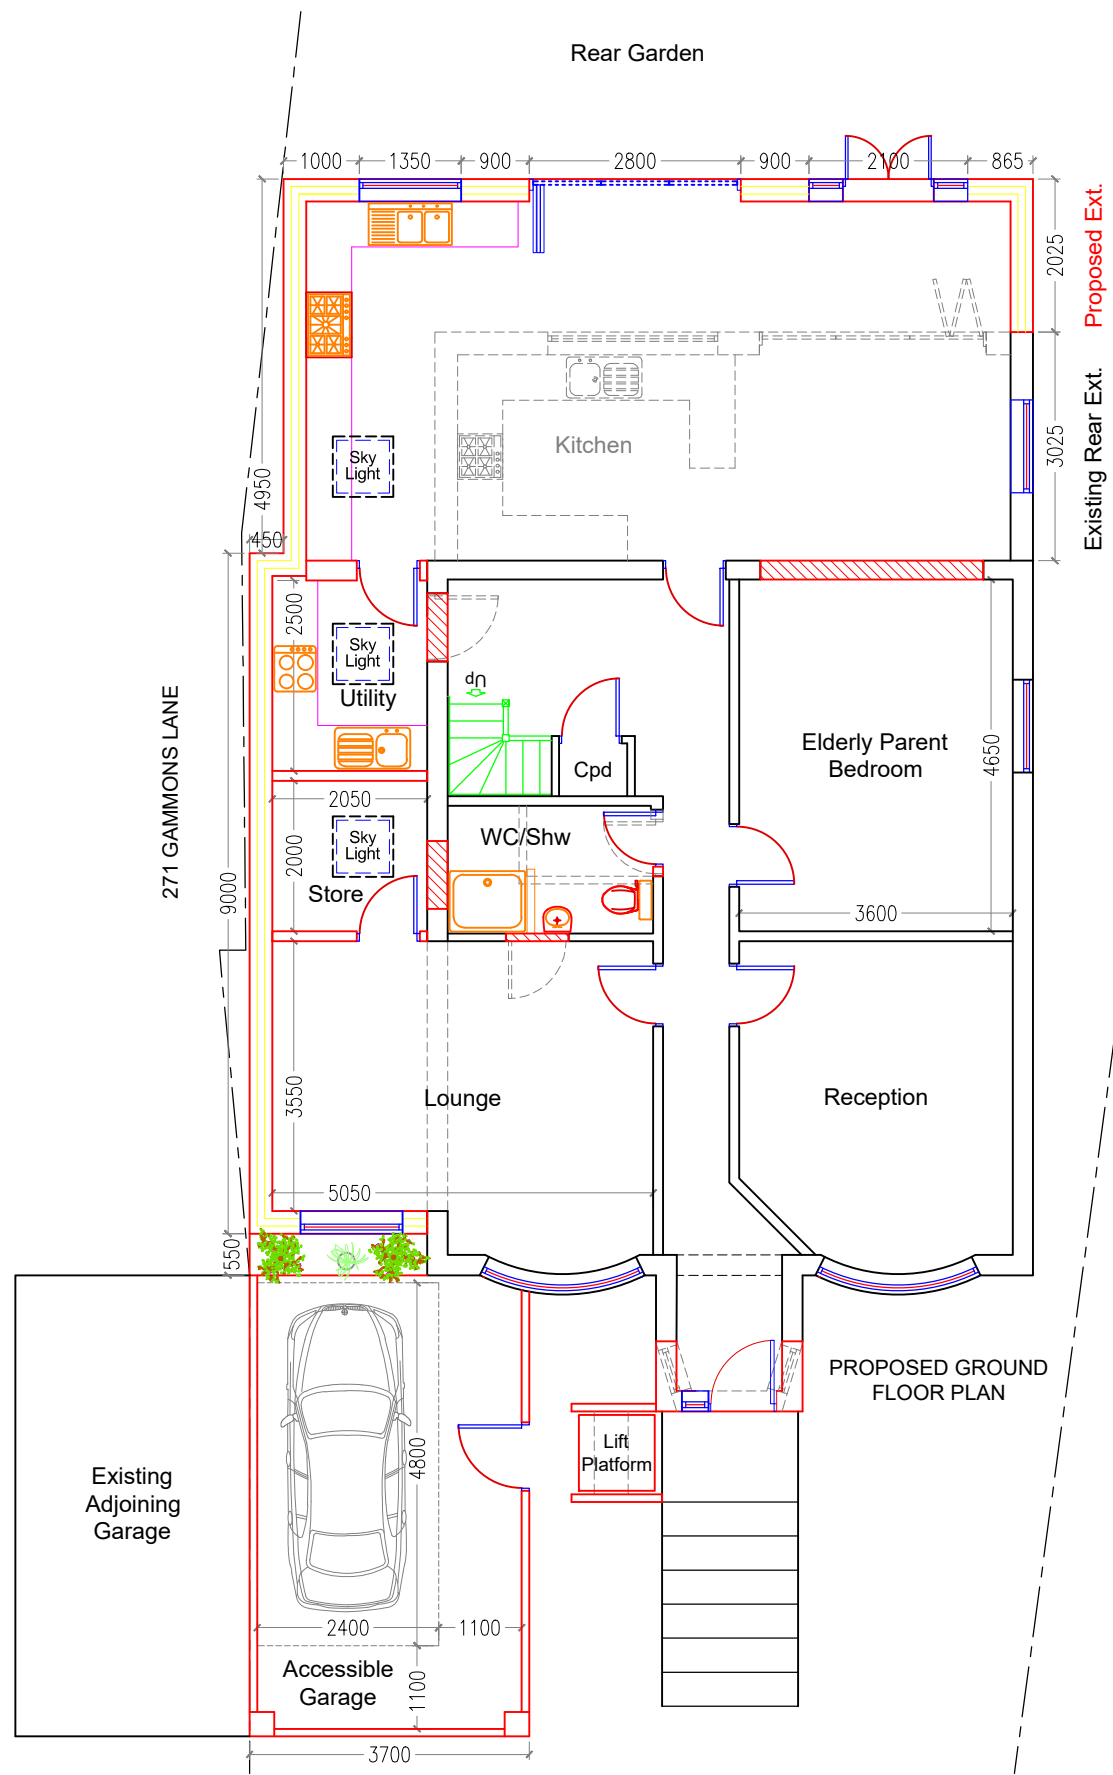 Rear Garden
1000
1350
900
2800
900
2100
865
2025
Proposed Ext.
3025
Existing Rear Ext.
4950
450
Kitchen
Sky
Light
2500
Sky
Light
Utility
Up
Cpd
Elderly Parent
Bedroom
4650
271 GAMMONS LANE
9000
2050
2000
Sky
Light
Store
WC/Shw
3600
3550
Lounge
Reception
5050
550
PROPOSED GROUND
FLOOR PLAN
Existing
Adjoining
Garage
4800
Lift
Platform
2400
1100
Accessible
Garage
1100
3700